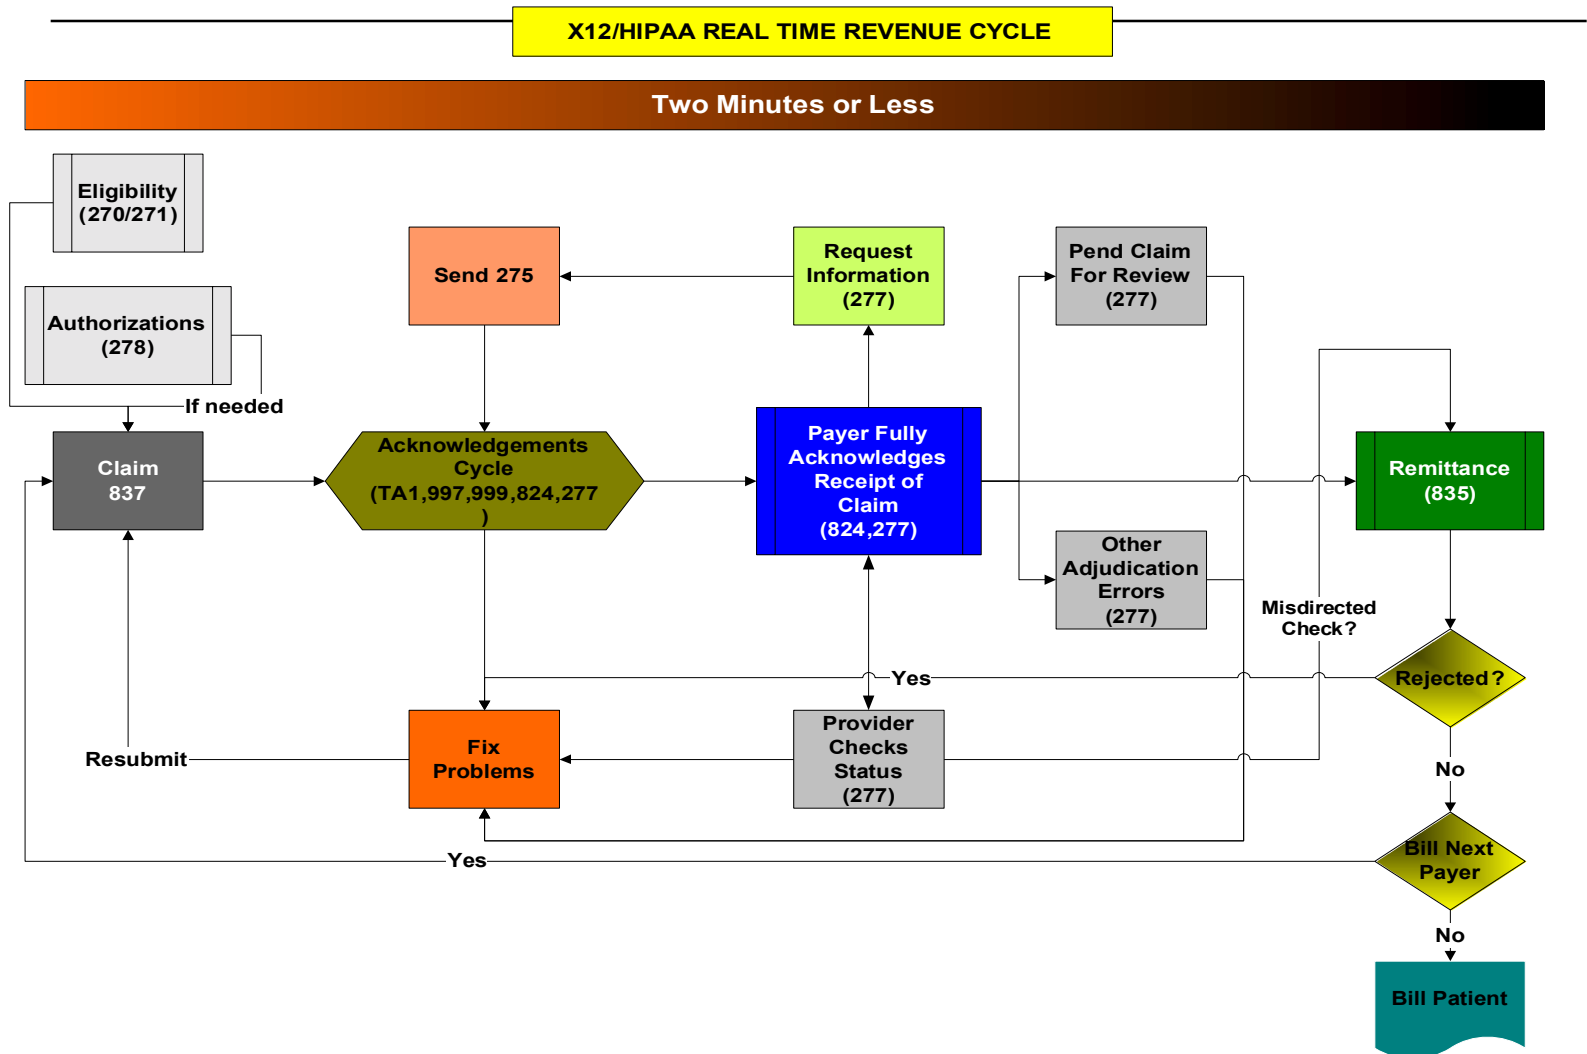 X12/HIPAA REAL TIME REVENUE CYCLE
Two Minutes or Less
Eligibility
(270/271)
Authorizations
(278)
If needed
Claim
837
Send 275
Acknowledgements
Cycle
(TA1,997,999,824,277
)
Request
Information
(277)
Payer Fully
Acknowledges
Receipt of
Claim
(824,277)
Pend Claim
For Review
(277)
Other
Adjudication
Errors
(277)
Remittance
(835)
Misdirected
Check?
Rejected?
Yes
Fix
Problems
Resubmit
Provider
Checks
Status
(277)
No
Bill Next
Payer
Yes
No
Bill Patient